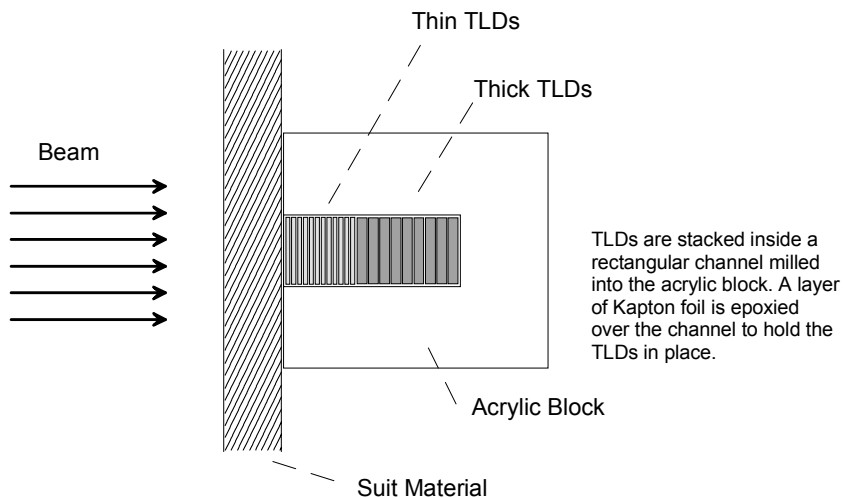 Thin TLDs
Thick TLDs
Beam
TLDs are stacked inside a
rectangular channel milled
into the acrylic block. A layer
of Kapton foil is epoxied
over the channel to hold the
TLDs in place.
Acrylic Block
Suit Material